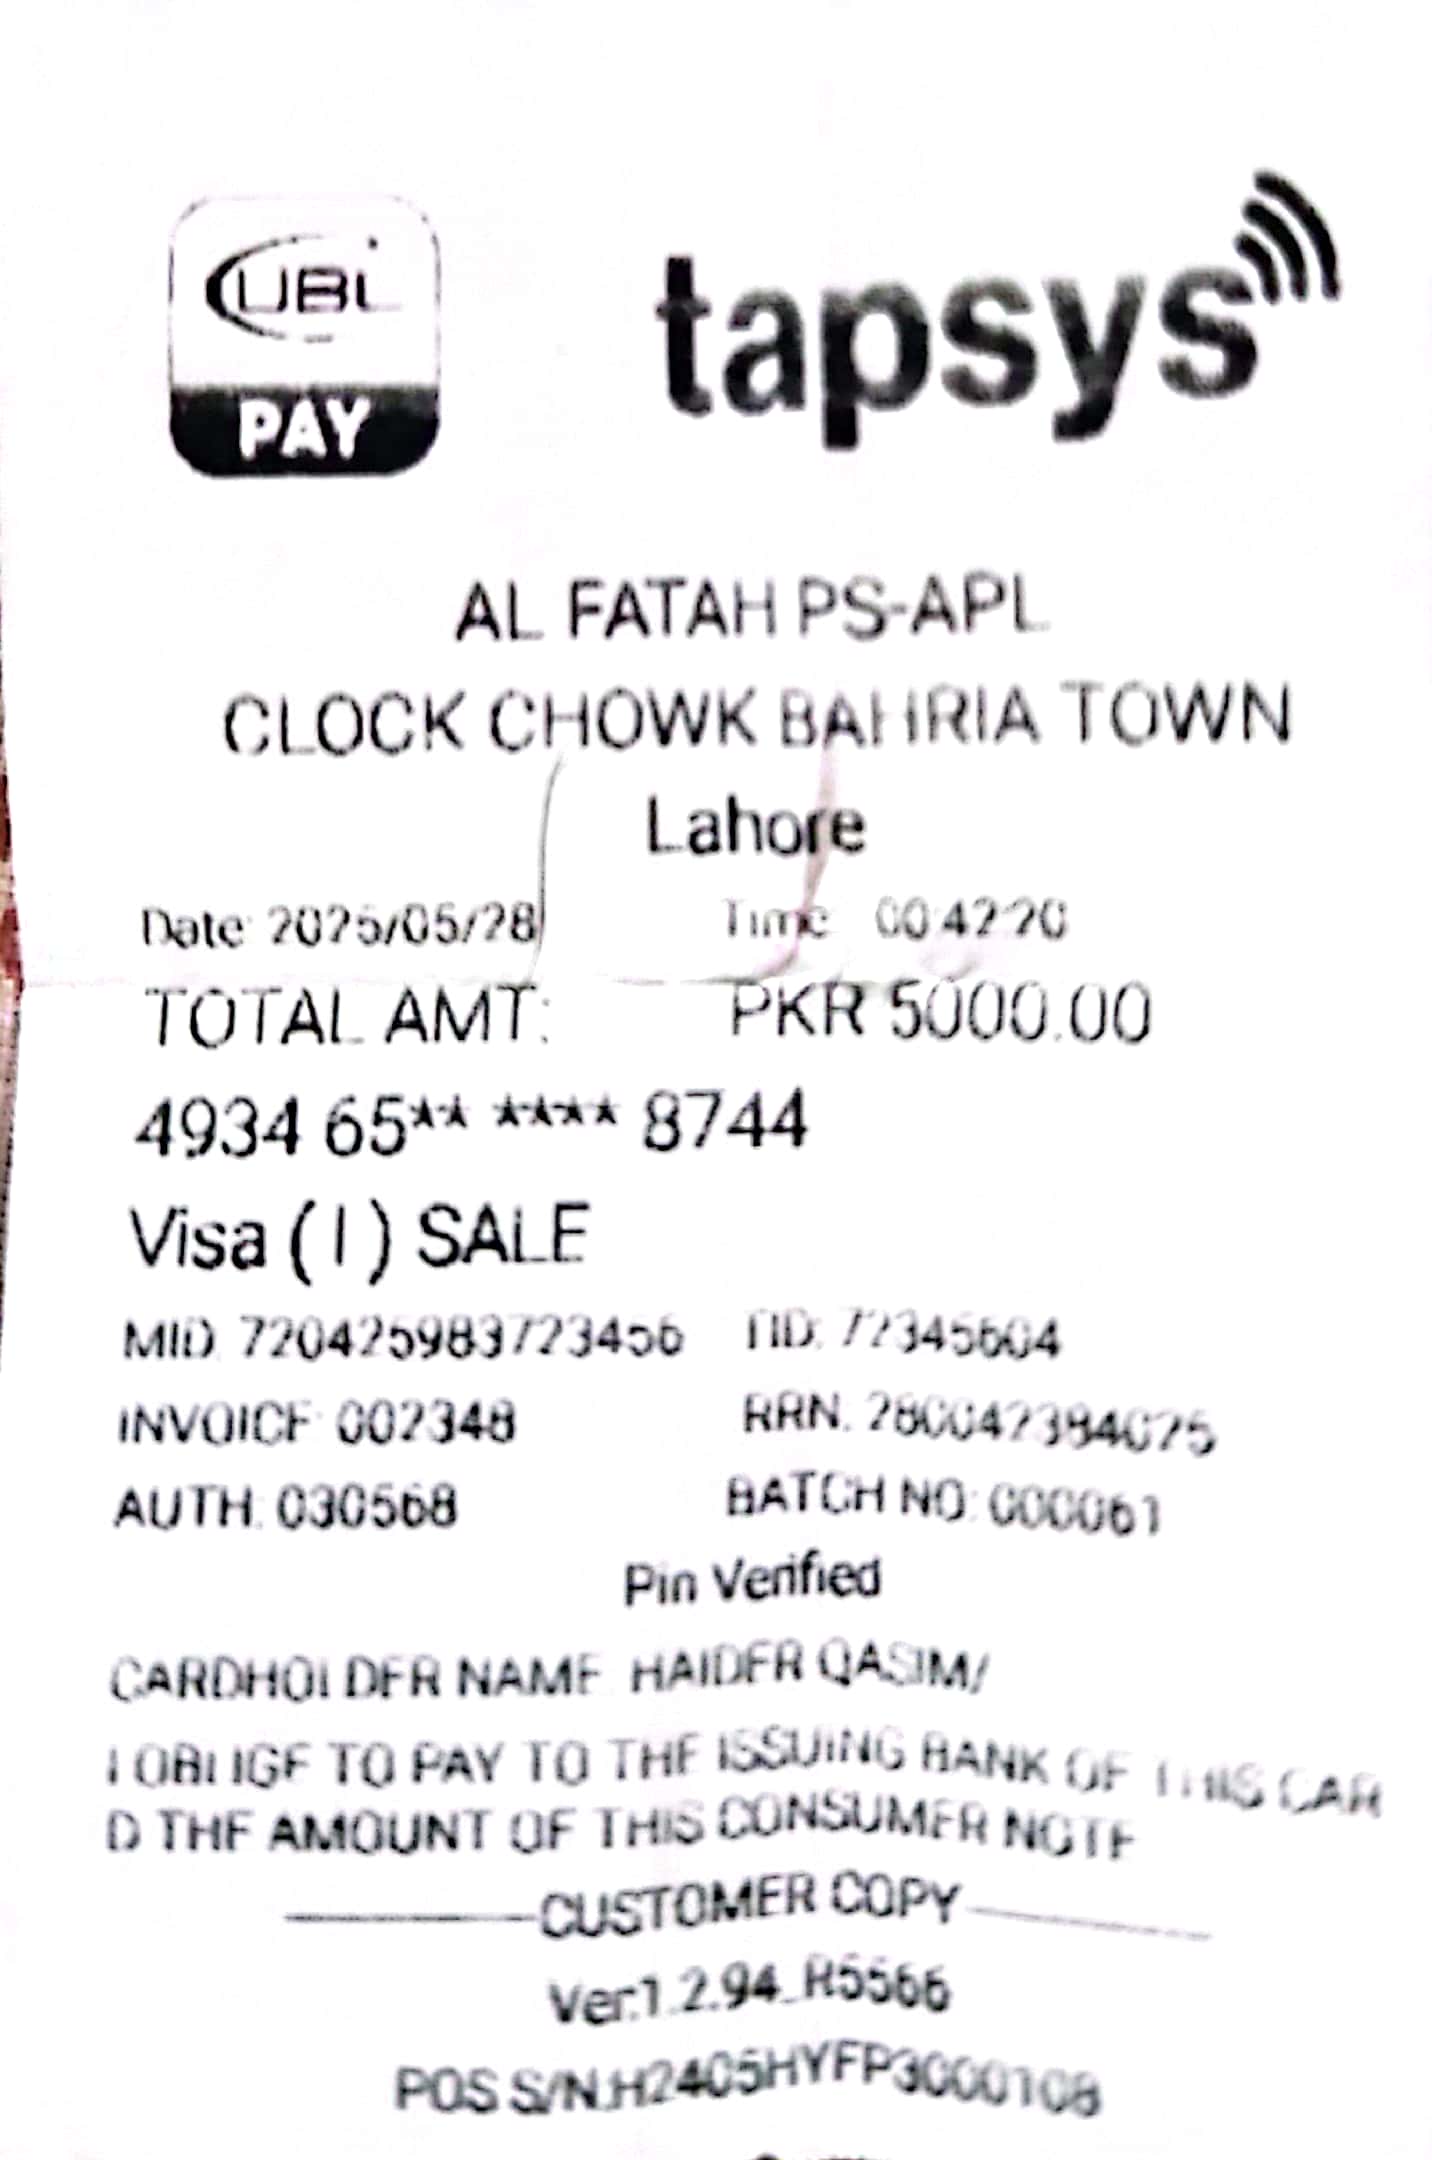 UBL PAY
tapsys
AL FATAH PS-APL
CLOCK CHOWK BAHRIA TOWN
Lahore
Date: 2025/05/28 Time: 00:42:20
TOTAL AMT: PKR 5000.00
4934 65** **** 8744
Visa ( I ) SALE
MID: 720425983723456 TID: 72345604
INVOICE: 002348 RRN: 280042384025
AUTH: 030568 BATCH NO: 000061
Pin Verified
CARDHOLDER NAME: HAIDER QASIM/
I OBLIGE TO PAY TO THE ISSUING BANK OF THIS CAR
D THE AMOUNT OF THIS CONSUMER NOTE
CUSTOMER COPY
Ver:1.2.94_R5566
POS S/N:H2405HYFP3000108